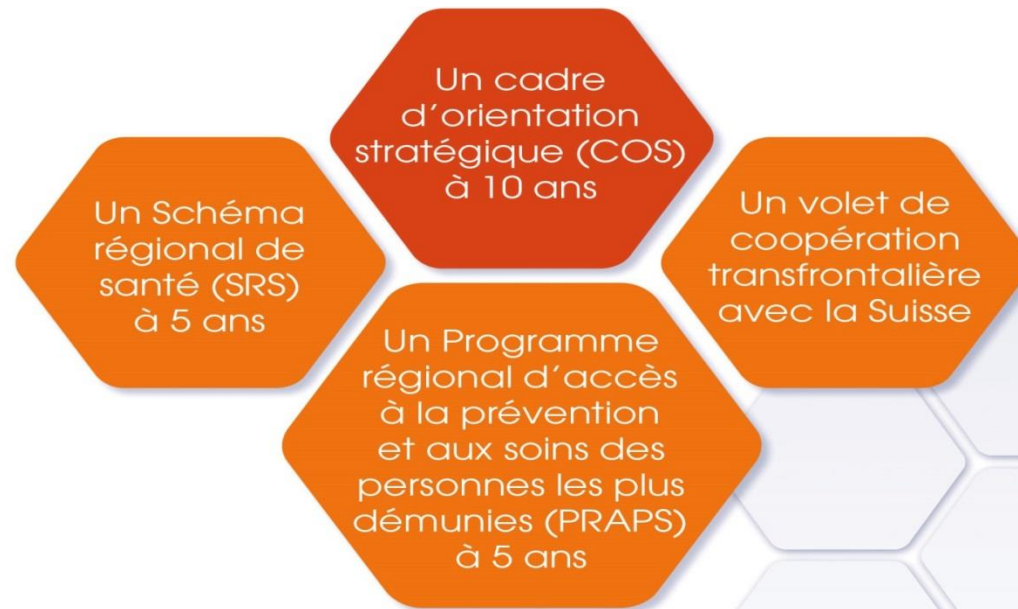 Un cadre
d’orientation
stratégique (COS)
à 10 ans
Un Schéma
régional de
santé (SRS)
à 5 ans
Un volet de
coopération
transfrontalière
avec la Suisse
Un Programme
régional d’accès
à la prévention
et aux soins des
personnes les plus
démunies (PRAPS)
à 5 ans